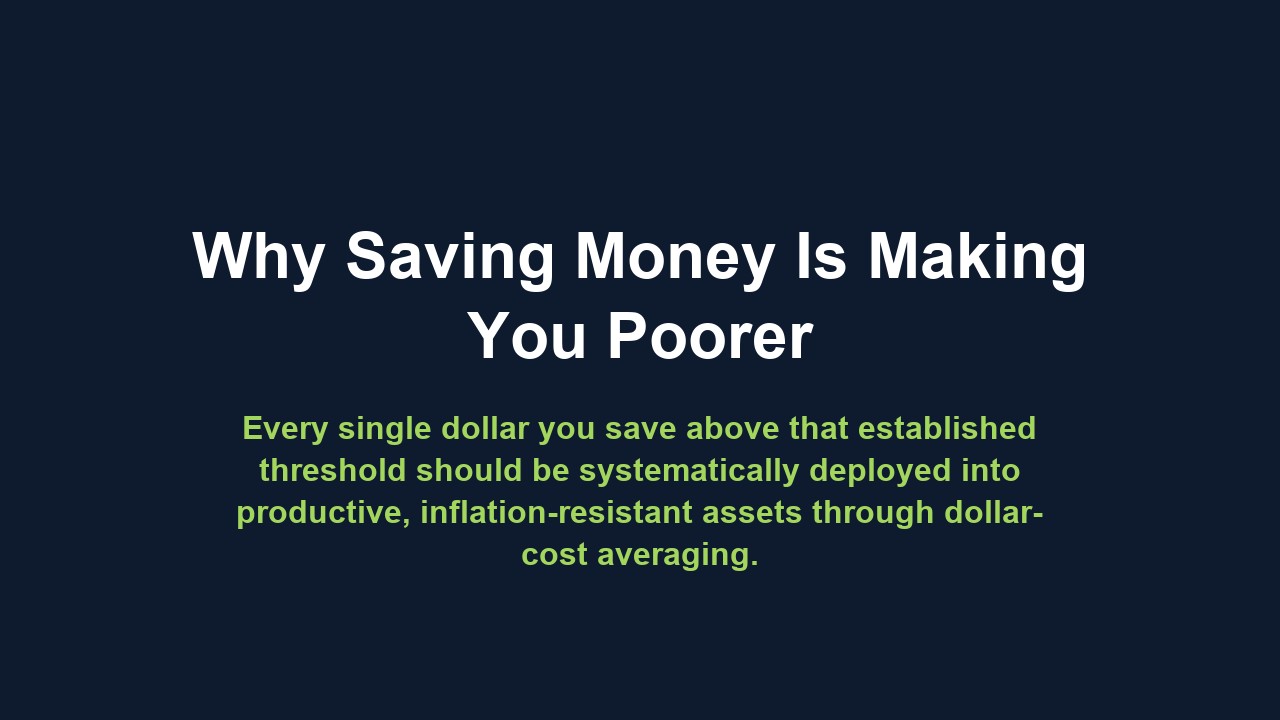 Why Saving Money Is Making
You Poorer
Every single dollar you save above that established
threshold should be systematically deployed into
productive, inflation-resistant assets through dollar-
cost averaging.